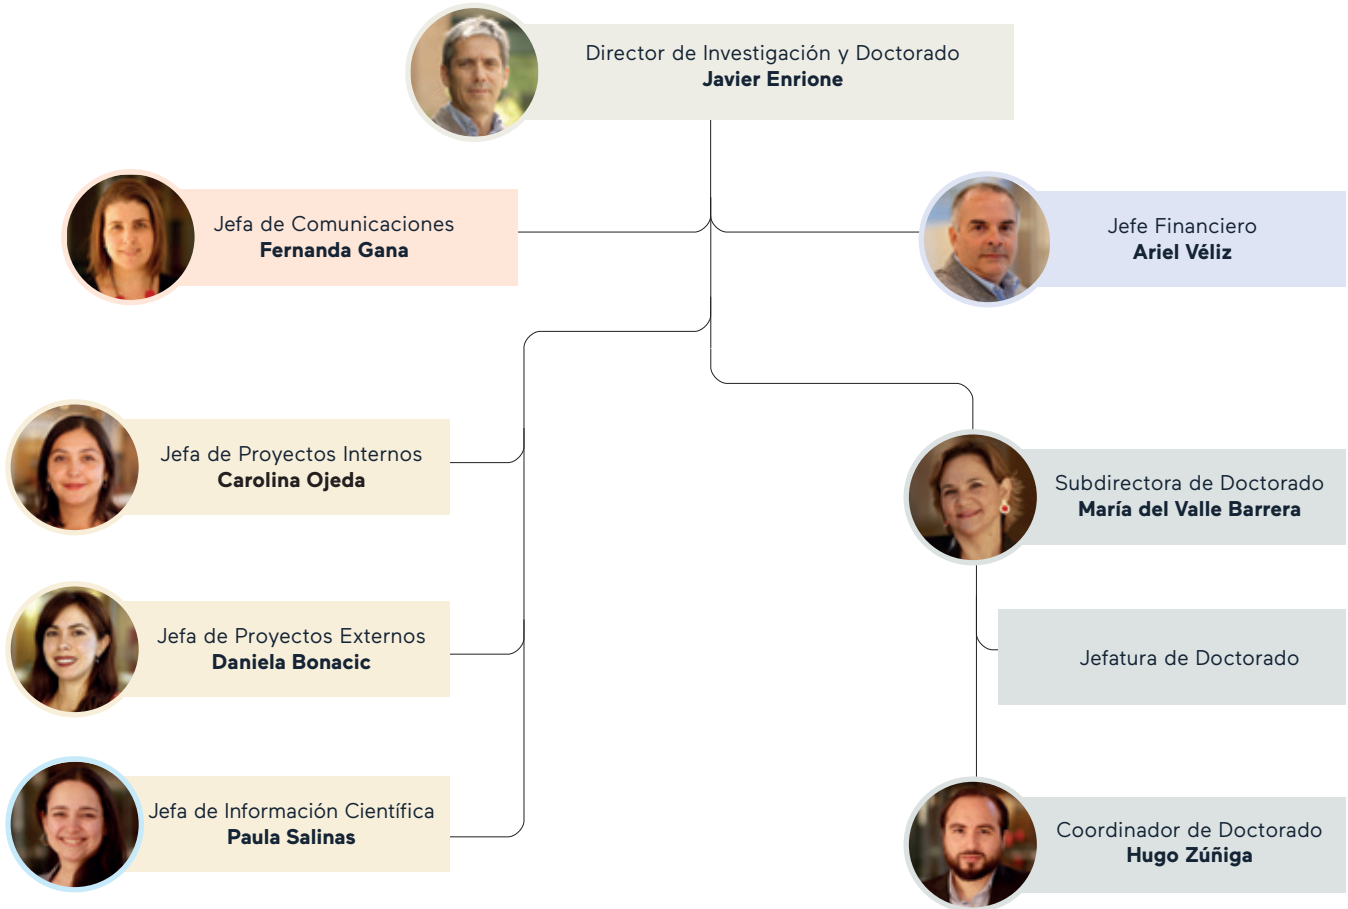 Director de Investigación y Doctorado
Javier Enrione
Jefa de Comunicaciones
Fernanda Gana
Jefe Financiero
Ariel Véliz
Jefa de Proyectos Internos
Carolina Ojeda
Subdirectora de Doctorado
María del Valle Barrera
Jefa de Proyectos Externos
Daniela Bonacic
Jefatura de Doctorado
Jefa de Información Científica
Paula Salinas
Coordinador de Doctorado
Hugo Zúñiga